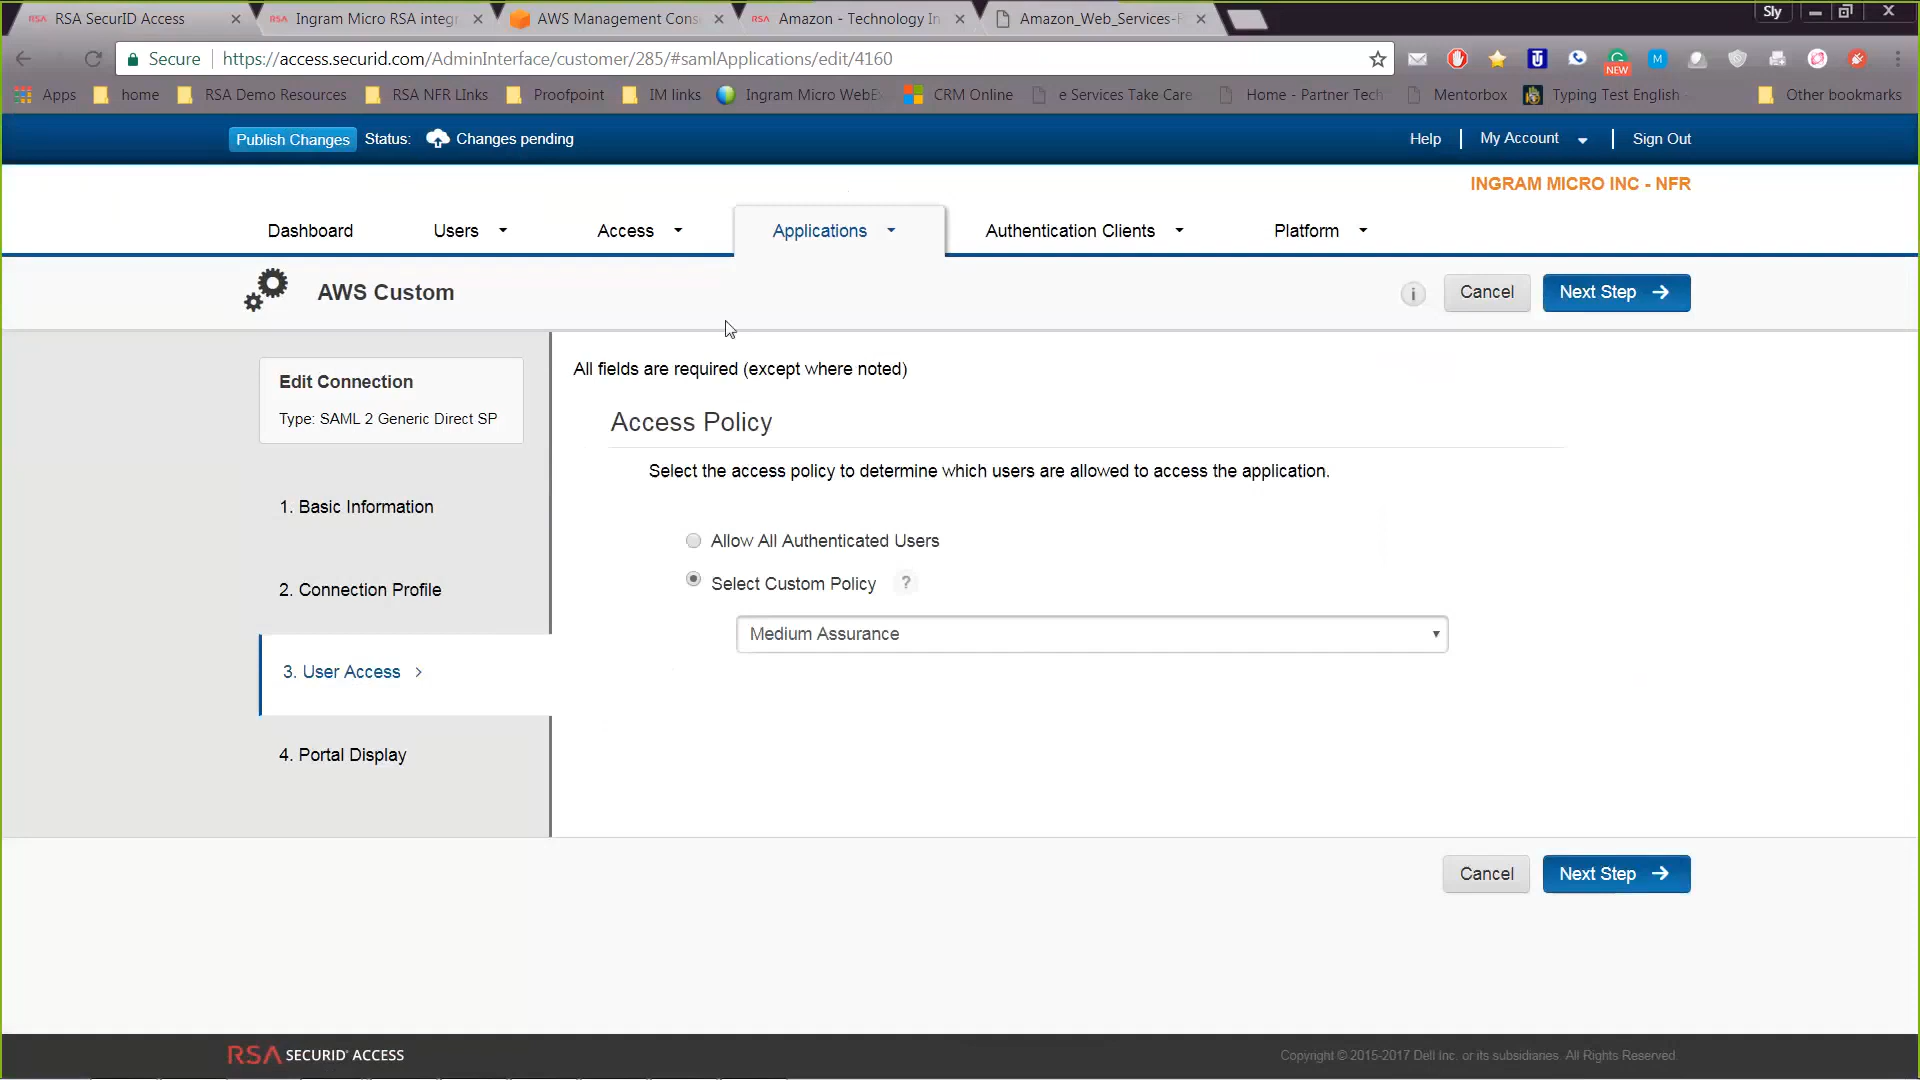 RSA SecurID Access
Ingram Micro RSA integr
AWS Management Cons
Amazon - Technology In
Amazon_Web_Services-
Sly
Secure
https://access.securid.com/AdminInterface/customer/285/#samlApplications/edit/4160
NEW
Apps
home
RSA Demo Resources
RSA NFR LInks
Proofpoint
IM links
Ingram Micro WebE
CRM Online
e Services Take Care
Home - Partner Tech
Mentorbox
Typing Test English
Other bookmarks
Publish Changes
Status:
Changes pending
Help
My Account
Sign Out
INGRAM MICRO INC - NFR
Dashboard
Users
Access
Applications
Authentication Clients
Platform
AWS Custom
Cancel
Next Step
Edit Connection
Type: SAML 2 Generic Direct SP
1. Basic Information
2. Connection Profile
3. User Access
4. Portal Display
All fields are required (except where noted)
Access Policy
Select the access policy to determine which users are allowed to access the application.
Allow All Authenticated Users
Select Custom Policy ?
Medium Assurance
Cancel
Next Step
RSA SECURID® ACCESS
Copyright © 2015-2017 Dell Inc. or its subsidiaries. All Rights Reserved.